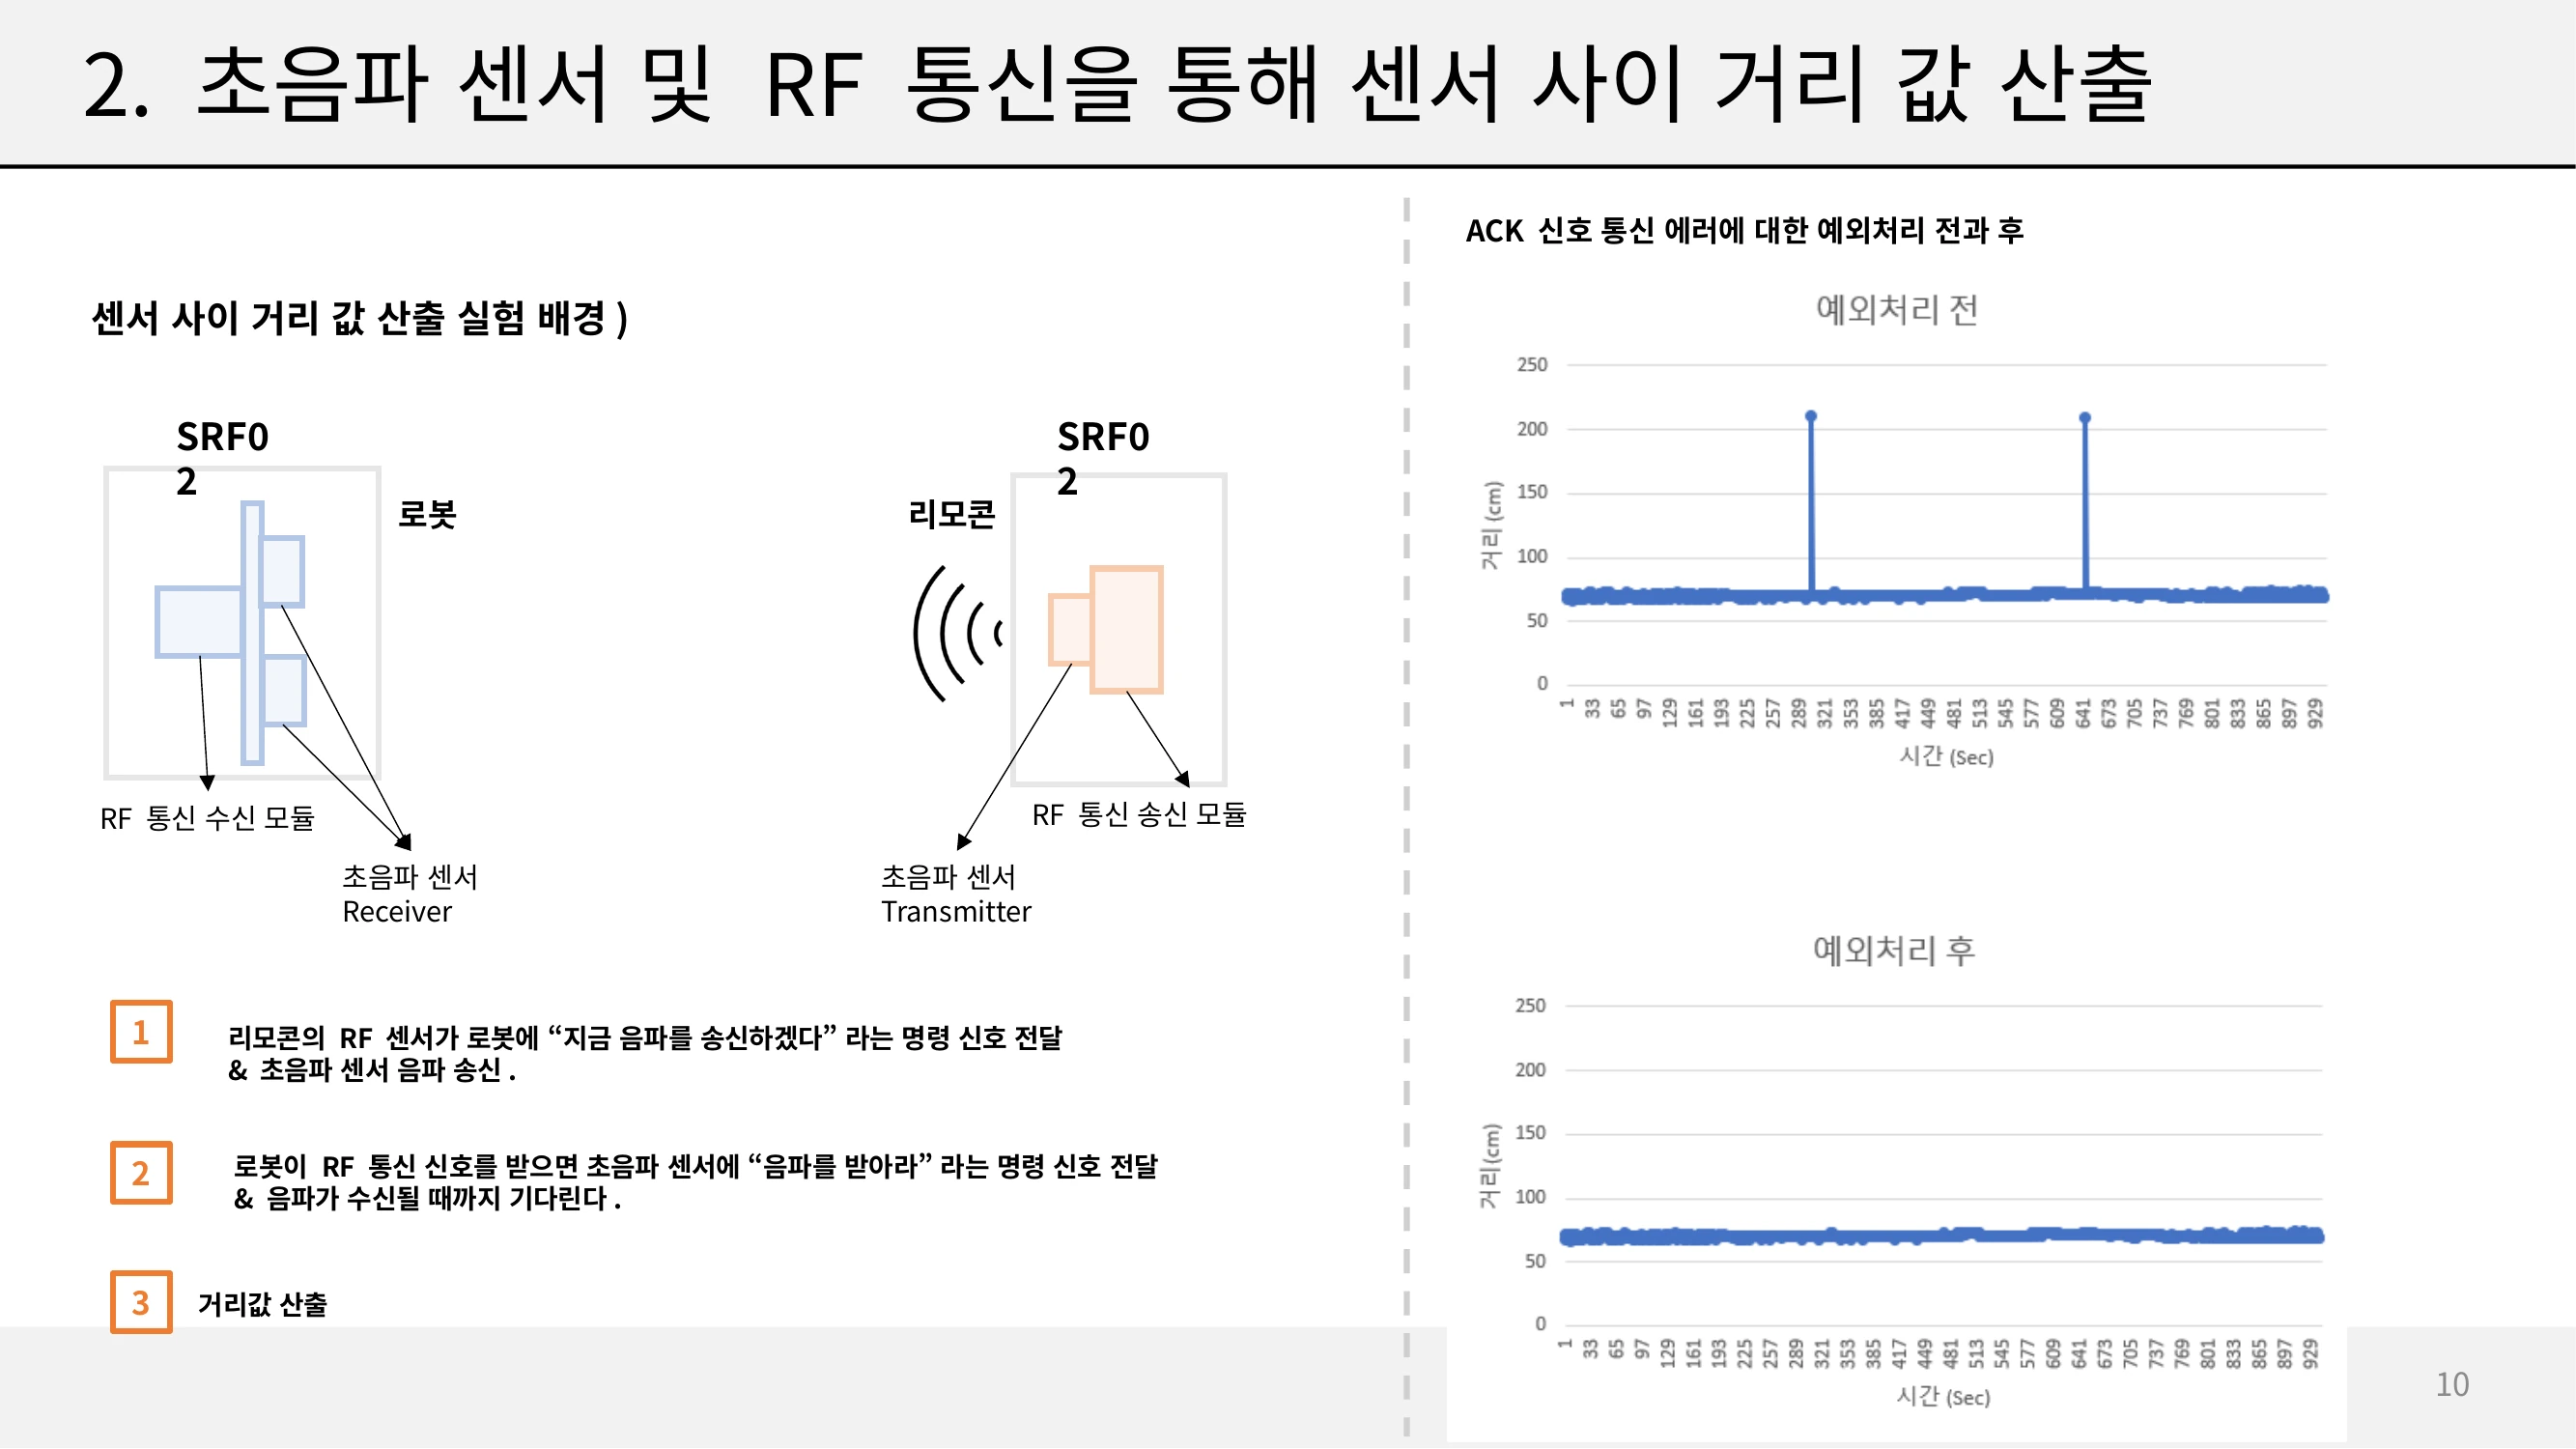 2. 초음파 센서 및 RF 통신을 통해 센서 사이 거리 값 산출
센서 사이 거리 값 산출 실험 배경 )
SRF0
2
로봇
RF 통신 수신 모듈
초음파 센서
Receiver
SRF0
2
리모콘
RF 통신 송신 모듈
초음파 센서
Transmitter
1
리모콘의 RF 센서가 로봇에 “지금 음파를 송신하겠다” 라는 명령 신호 전달
& 초음파 센서 음파 송신 .
2
로봇이 RF 통신 신호를 받으면 초음파 센서에 “음파를 받아라” 라는 명령 신호 전달
& 음파가 수신될 때까지 기다린다 .
3
거리값 산출
ACK 신호 통신 에러에 대한 예외처리 전과 후
예외처리 전
거리 (cm)
250
200
150
100
50
0
1 33 65 97 129 161 193 225 257 289 321 353 385 417 449 481 513 545 577 609 641 673 705 737 769 801 833 865 897 929
시간 (Sec)
예외처리 후
거리(cm)
250
200
150
100
50
0
1 33 65 97 129 161 193 225 257 289 321 353 385 417 449 481 513 545 577 609 641 673 705 737 769 801 833 865 897 929
시간 (Sec)
10